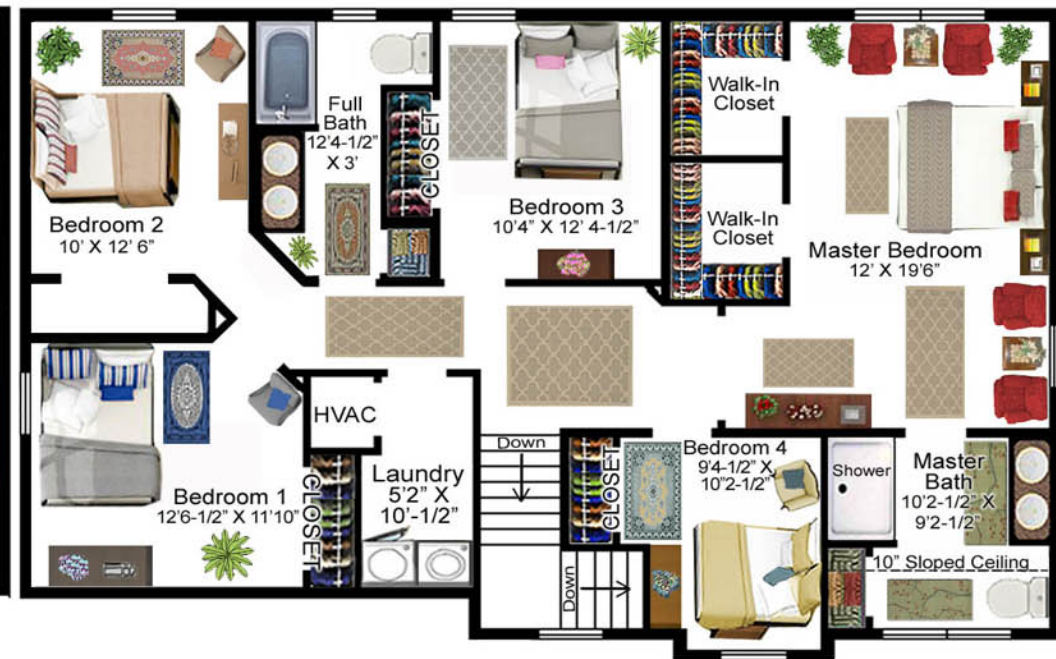 Full
Bath
12'4-1/2"
X 3'
CLOSET
Walk-In
Closet
Bedroom 2
10' X 12' 6"
Bedroom 3
10'4" X 12' 4-1/2"
Walk-In
Closet
Master Bedroom
12' X 19'6"
HVAC
Laundry
5'2" X
10'-1/2"
Bedroom 1
12'6-1/2" X 11'10"
CLOSET
Down
Down
CLOSET
Bedroom 4
9'4-1/2" X
10"2-1/2"
Shower
Master
Bath
10'2-1/2" X
9'2-1/2"
10" Sloped Ceiling